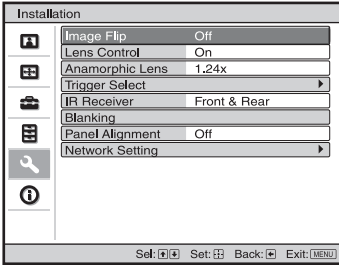 Installation
Image Flip Off
Lens Control On
Anamorphic Lens 1.24x
Trigger Select
IR Receiver Front & Rear
Blanking
Panel Alignment Off
Network Setting
Sel: Set: Back: Exit: MENU